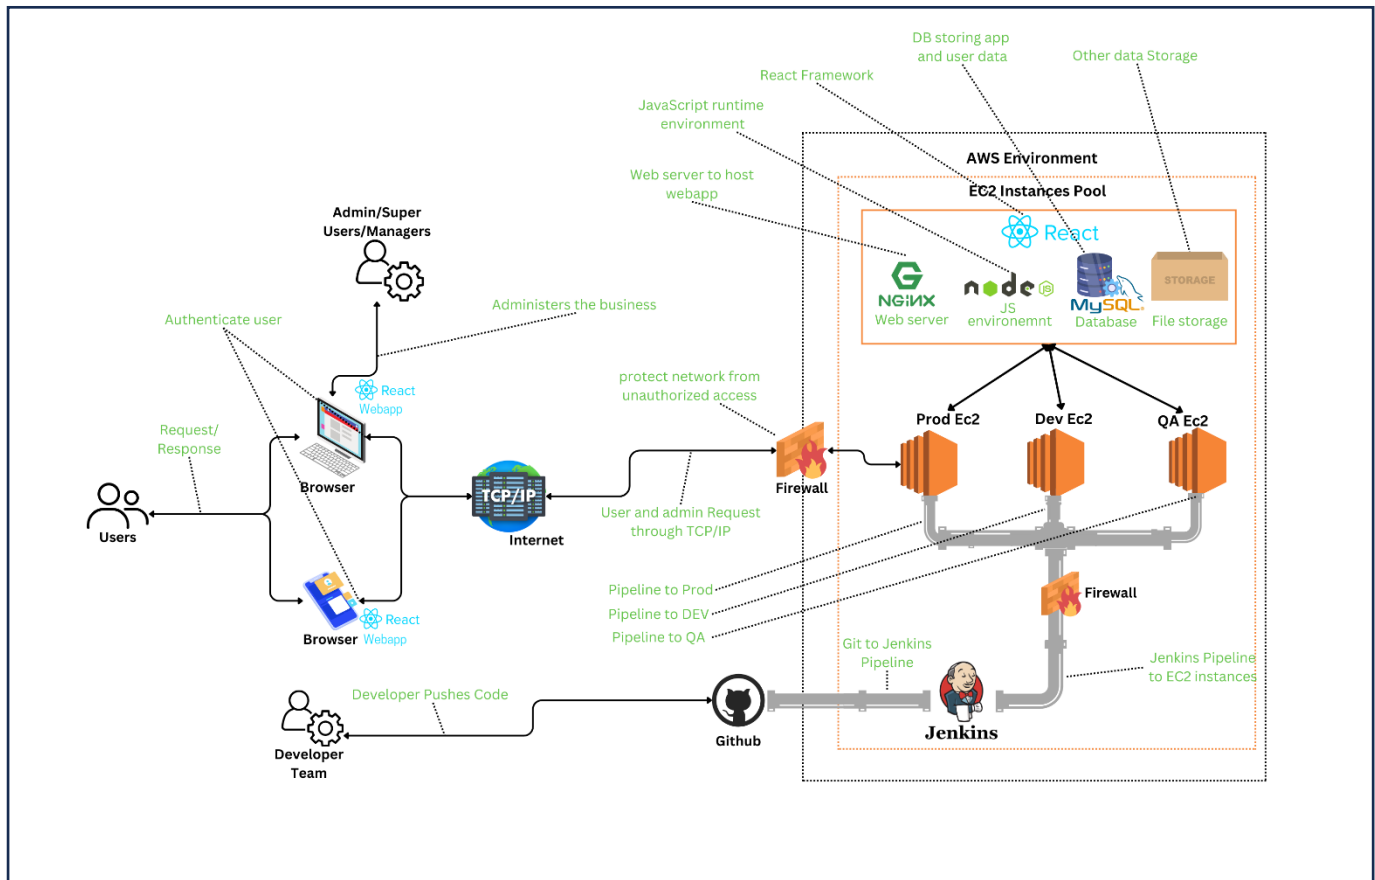 DB storing app
and user data
Other data Storage
React Framework
JavaScript runtime
environment
AWS Environment
Web server to host
webapp
EC2 Instances Pool
Admin/Super
Users/Managers
React
STORAGE
NGINX
node
JS
MySQL
Web server
JS
environemnt
Database
File storage
Administers the business
Authenticate user
React
Webapp
protect network from
unauthorized access
Prod Ec2
Dev Ec2
QA Ec2
Request/
Response
Browser
Firewall
TCP/IP
User and admin Request
through TCP/IP
Users
Internet
Pipeline to Prod
Firewall
Pipeline to DEV
React
Webapp
Browser
Pipeline to QA
Git to Jenkins
Pipeline
Jenkins Pipeline
to EC2 instances
Developer Pushes Code
Jenkins
Github
Developer
Team